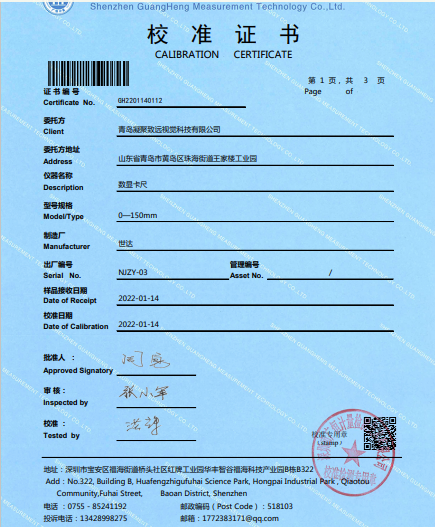 Shenzhen GuangHeng Measurement Technology Co.,Ltd.
校 准 证 书
CALIBRATION CERTIFICATE
第 1 页，共 3 页
Page of
证书编号
Certificate No. GH2201140112
委托方
Client 青岛凝聚致远视觉科技有限公司
委托方地址
Address 山东省青岛市黄岛区珠海街道王家楼工业园
仪器名称
Description 数显卡尺
型号规格
Model/Type 0—150mm
制造厂
Manufacturer 世达
出厂编号 管理编号
Serial No. NJZY-03 Asset No. /
样品接收日期
Date of Receipt 2022-01-14
校准日期
Date of Calibration 2022-01-14
批准人 ：
Approved Signatory
审 核 ：
Inspected by 张小军
校 准 ：
Tested by
校准专用章
( stamp )
地址：深圳市宝安区福海街道桥头社区红牌工业园华丰智谷福海科技产业园B栋B322
Add：No.322, Building B, Huafengzhigufuhai Science Park, Hongpai Industrial Park , Qiaotou
Community,Fuhai Street, Baoan District, Shenzhen
电话 ：0755 - 85241192 邮政编码 ( Post Code ) ：518103
投诉电话 ：13428998275 邮箱 ：1772383171@qq.com